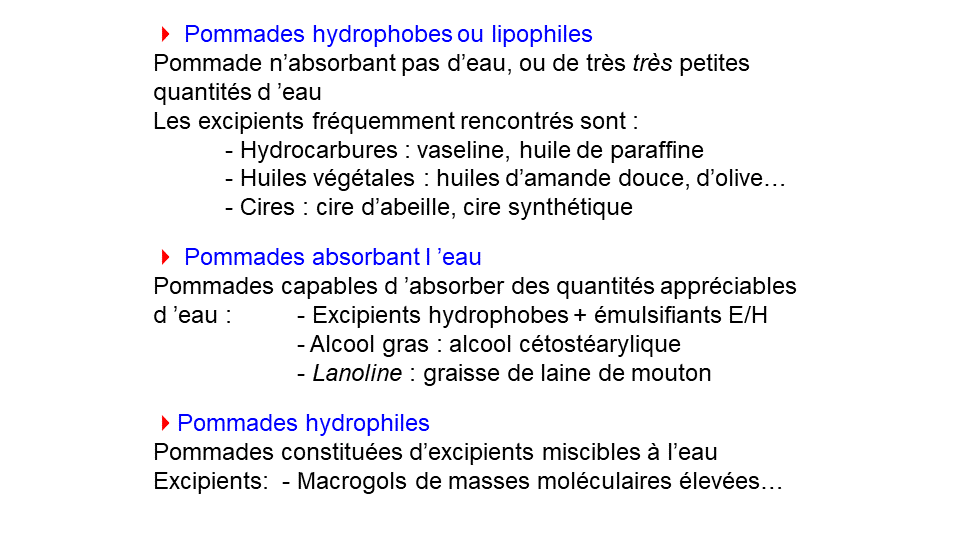 Pommades hydrophobes ou lipophiles
Pommade n’absorbant pas d’eau, ou de très très petites
quantités d ’eau
Les excipients fréquemment rencontrés sont :
- Hydrocarbures : vaseline, huile de paraffine
- Huiles végétales : huiles d’amande douce, d’olive…
- Cires : cire d’abeille, cire synthétique
Pommades absorbant l ’eau
Pommades capables d ’absorber des quantités appréciables
d ’eau : - Excipients hydrophobes + émulsifiants E/H
- Alcool gras : alcool cétostéarylique
- Lanoline : graisse de laine de mouton
Pommades hydrophiles
Pommades constituées d’excipients miscibles à l’eau
Excipients: - Macrogols de masses moléculaires élevées…